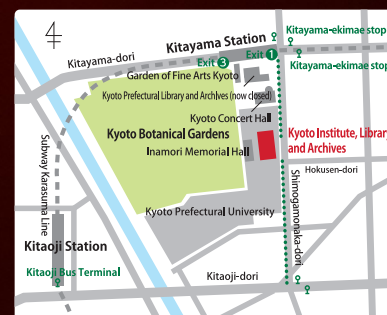 Kitayama-ekimae stop
Kitayama Station
Kitayama-dori
Exit 3
Exit 1
Kitayama-ekimae stop
Garden of Fine Arts Kyoto
Kyoto Prefectural Library and Archives (now closed)
Kyoto Concert Hall
Kyoto Botanical Gardens
Kyoto Institute, Library
and Archives
Inamori Memorial Hall
Hokusen-dori
Subway Karasuma Line
Shimogamonaka-dori
Kyoto Prefectural University
Kitaoji Station
Kitaoji Bus Terminal
Kitaoji-dori